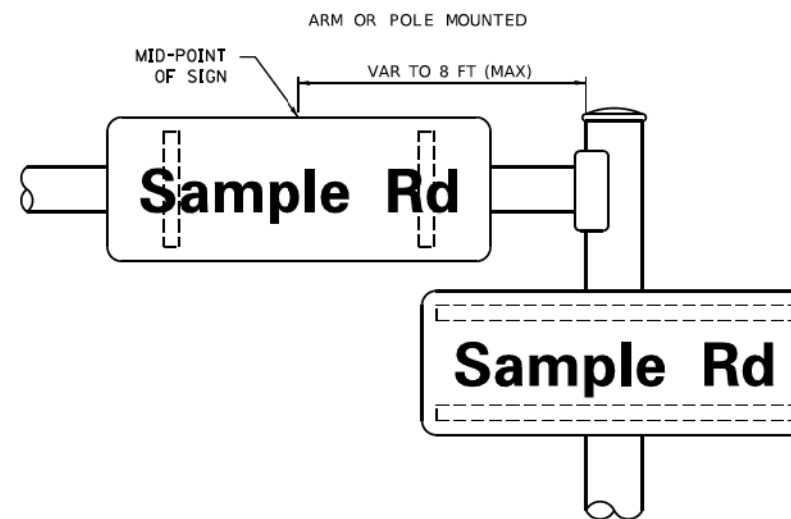 ARM OR POLE MOUNTED
MID-POINT
OF SIGN
VAR TO 8 FT (MAX)
Sample Rd
Sample Rd